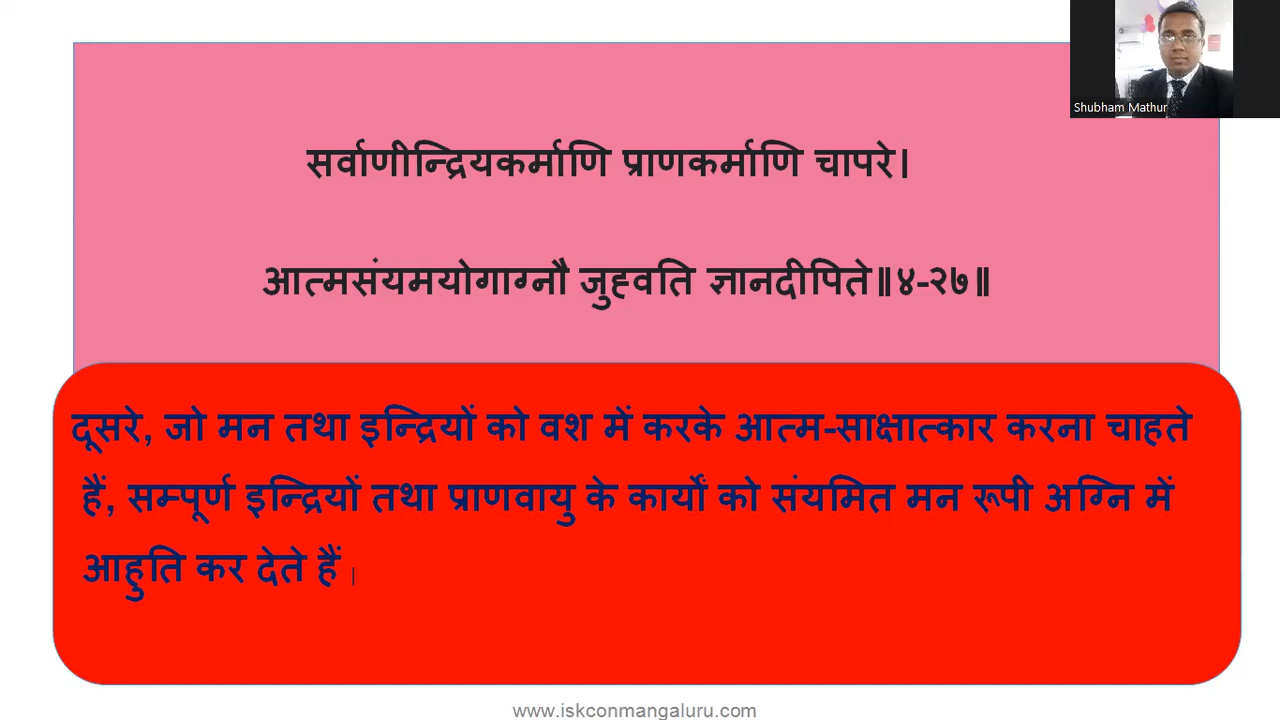 Shubham Mathur
सर्वाणीन्द्रियकर्माणि प्राणकर्माणि चापरे।
आत्मसंयमयोगाग्नौ जुह्वति ज्ञानदीपिते॥४-२७॥
दूसरे, जो मन तथा इन्द्रियों को वश में करके आत्म-साक्षात्कार करना चाहते
हैं, सम्पूर्ण इन्द्रियों तथा प्राणवायु के कार्यों को संयमित मन रूपी अग्नि में
आहुति कर देते हैं |
www.iskconmangaluru.com